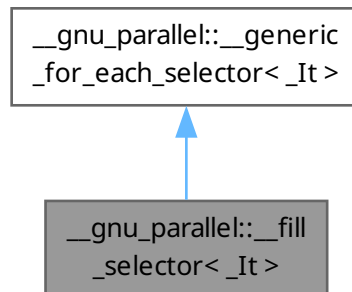 __gnu_parallel::__generic
_for_each_selector< _It >
__gnu_parallel::__fill
_selector< _It >